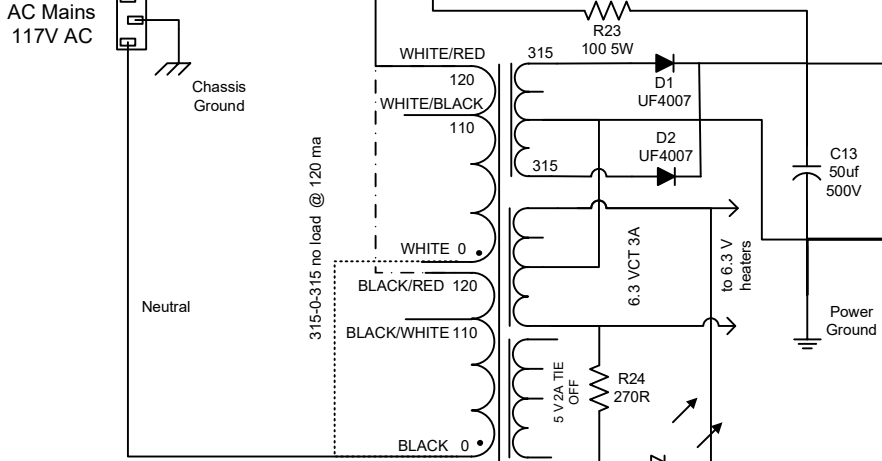 AC Mains
117V AC
R23
100 5W
WHITE/RED
120
315
D1
UF4007
Chassis
Ground
WHITE/BLACK
110
D2
UF4007
315
C13
50uf
500V
315-0-315 no load @ 120 ma
WHITE 0
6.3 VCT 3A
to 6.3 V
heaters
BLACK/RED 120
Neutral
BLACK/WHITE 110
Power
Ground
5 V 2A TIE
OFF
R24
270R
BLACK 0